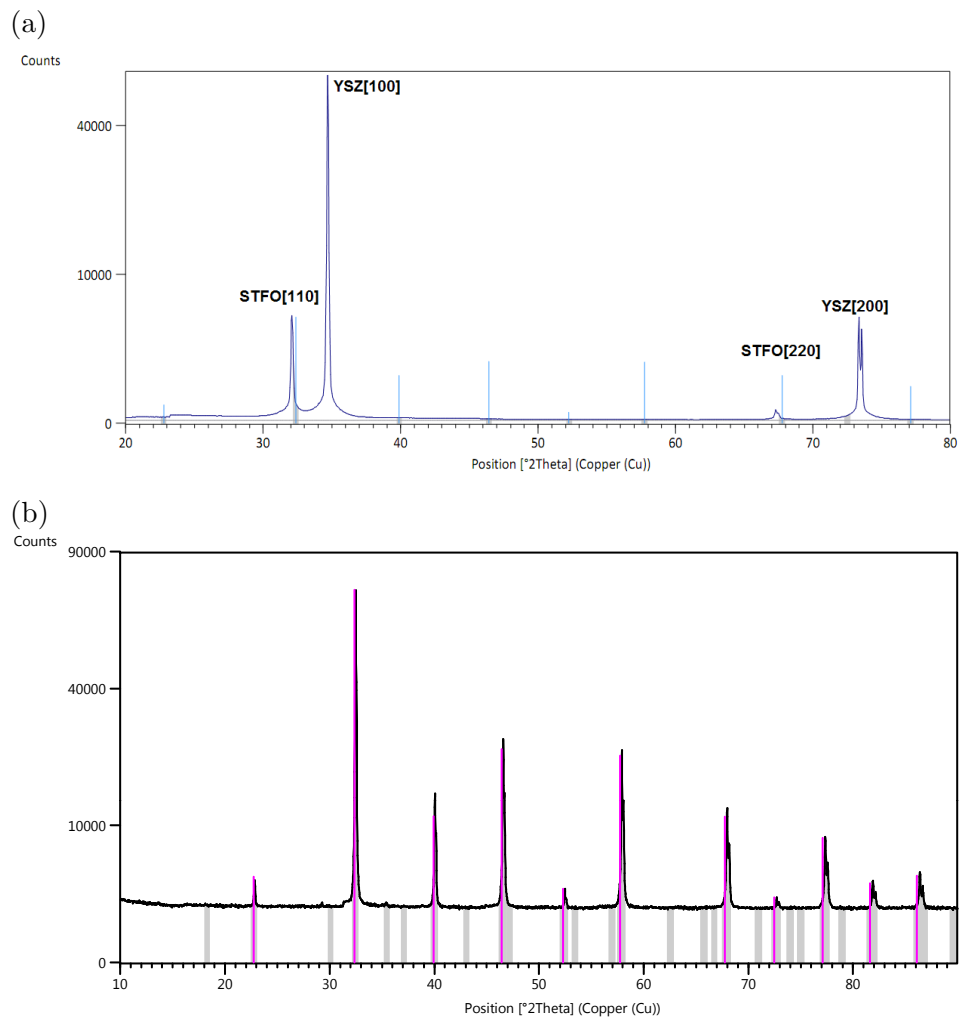 (a)
Counts
YSZ[100]
40000
10000
STFO[110]
YSZ[200]
STFO[220]
0
20 30 40 50 60 70 80
Position [°2Theta] (Copper (Cu))
(b)
Counts
90000
40000
10000
0
10 20 30 40 50 60 70 80
Position [°2Theta] (Copper (Cu))